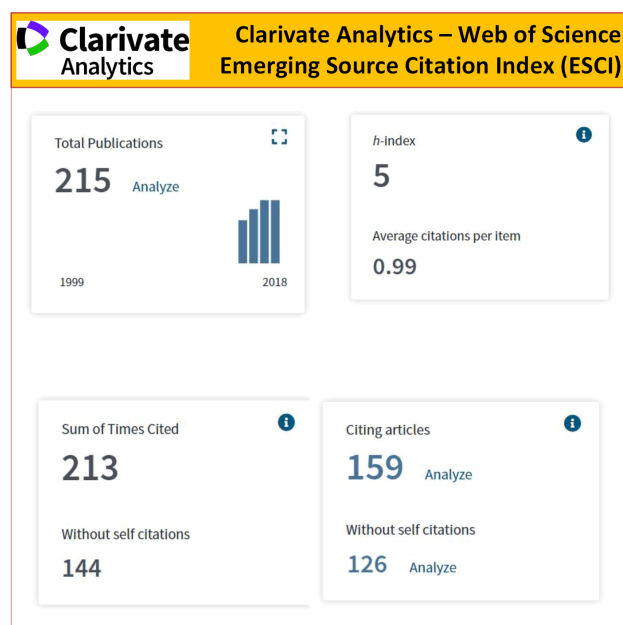 Clarivate
Analytics
Clarivate Analytics – Web of Science
Emerging Source Citation Index (ESCI)
Total Publications
215 Analyze
1999 2018
h-index
5
Average citations per item
0.99
Sum of Times Cited
213
Without self citations
144
Citing articles
159 Analyze
Without self citations
126 Analyze